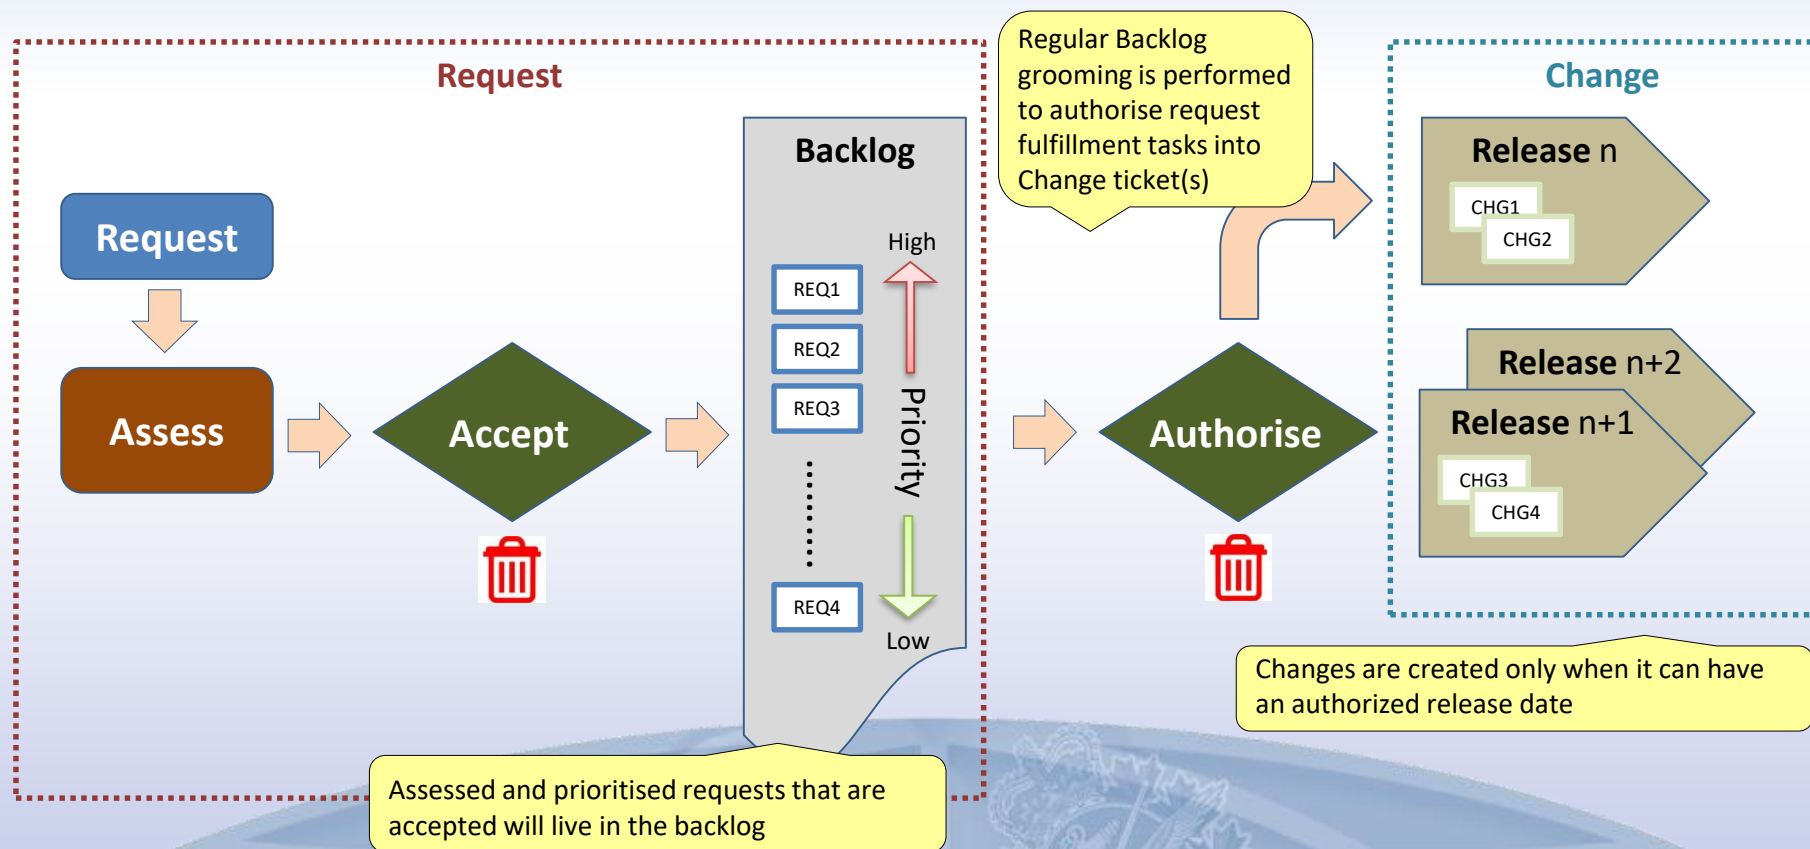 Request
Request
Assess
Accept
Backlog
High
REQ1
REQ2
REQ3
Priority
REQ4
Low
Assessed and prioritised requests that are
accepted will live in the backlog
Regular Backlog
grooming is performed
to authorise request
fulfillment tasks into
Change ticket(s)
Authorise
Change
Release n
CHG1
CHG2
Release n+2
Release n+1
CHG3
CHG4
Changes are created only when it can have
an authorized release date